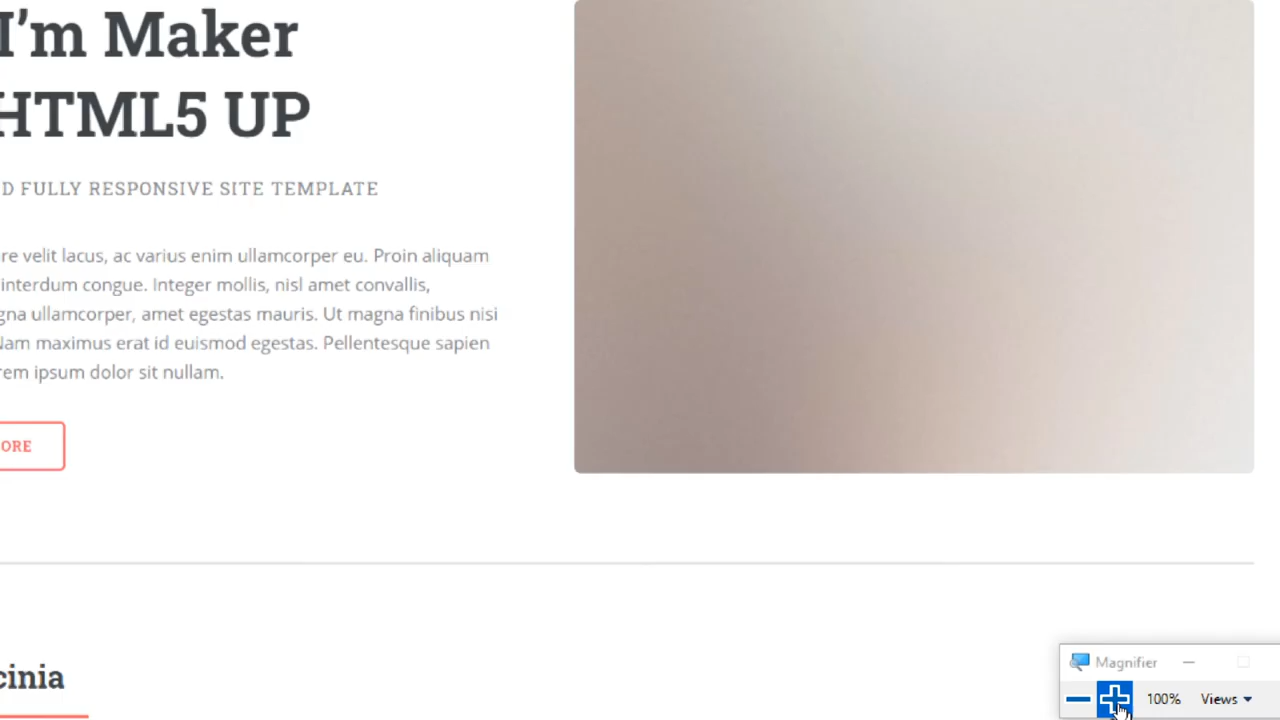 I’m Maker
HTML5 UP
D FULLY RESPONSIVE SITE TEMPLATE
re velit lacus, ac varius enim ullamcorper eu. Proin aliquam
interdum congue. Integer mollis, nisl amet convallis,
gna ullamcorper, amet egestas mauris. Ut magna finibus nisi
Nam maximus erat id euismod egestas. Pellentesque sapien
rem ipsum dolor sit nullam.
ORE
cinia
Magnifier
100% Views